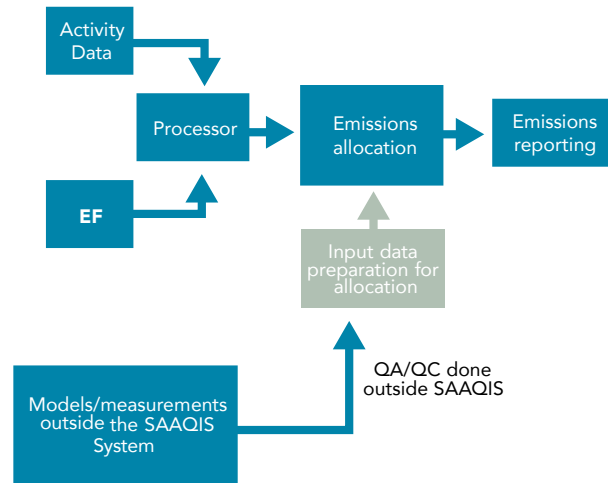 Activity
Data
Processor
Emissions
allocation
Emissions
reporting
EF
Input data
preparation for
allocation
QA/QC done
outside SAAQIS
Models/measurements
outside the SAAQIS
System